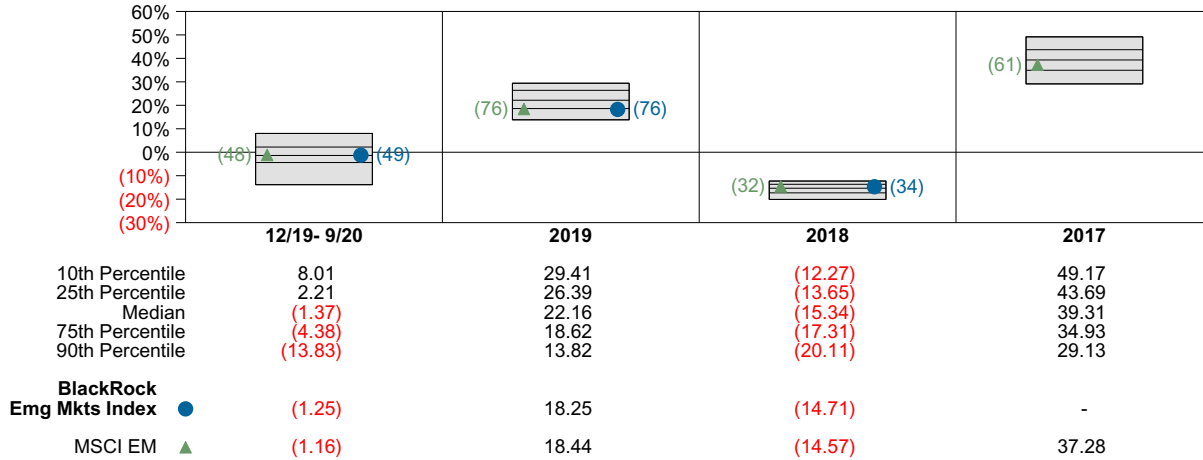 60%
50%
40%
30%
20%
10%
0%
(10%)
(20%)
(30%)
(48) (49)
(76) (76)
(32) (34)
(61)
12/19- 9/20 2019 2018 2017
10th Percentile 8.01 29.41 (12.27) 49.17
25th Percentile 2.21 26.39 (13.65) 43.69
Median (1.37) 22.16 (15.34) 39.31
75th Percentile (4.38) 18.62 (17.31) 34.93
90th Percentile (13.83) 13.82 (20.11) 29.13
BlackRock
Emg Mkts Index (1.25) 18.25 (14.71) -
MSCI EM (1.16) 18.44 (14.57) 37.28